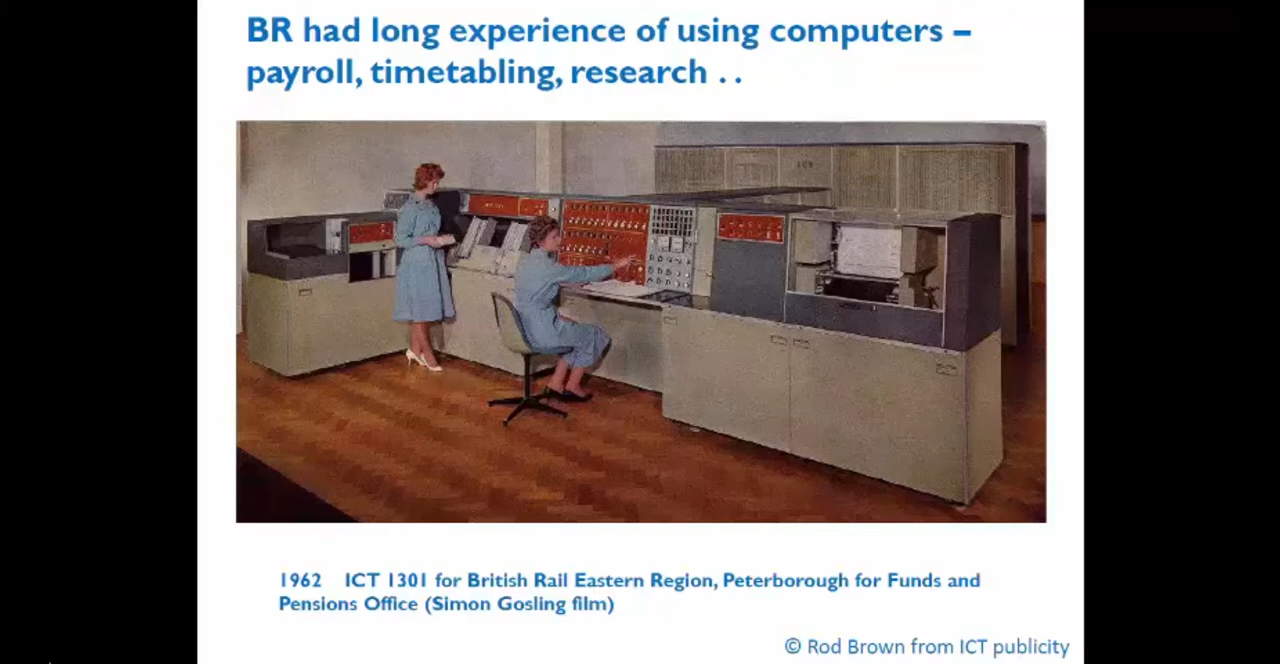 BR had long experience of using computers –
payroll, timetabling, research . .
1962 ICT 1301 for British Rail Eastern Region, Peterborough for Funds and
Pensions Office (Simon Gosling film)
© Rod Brown from ICT publicity